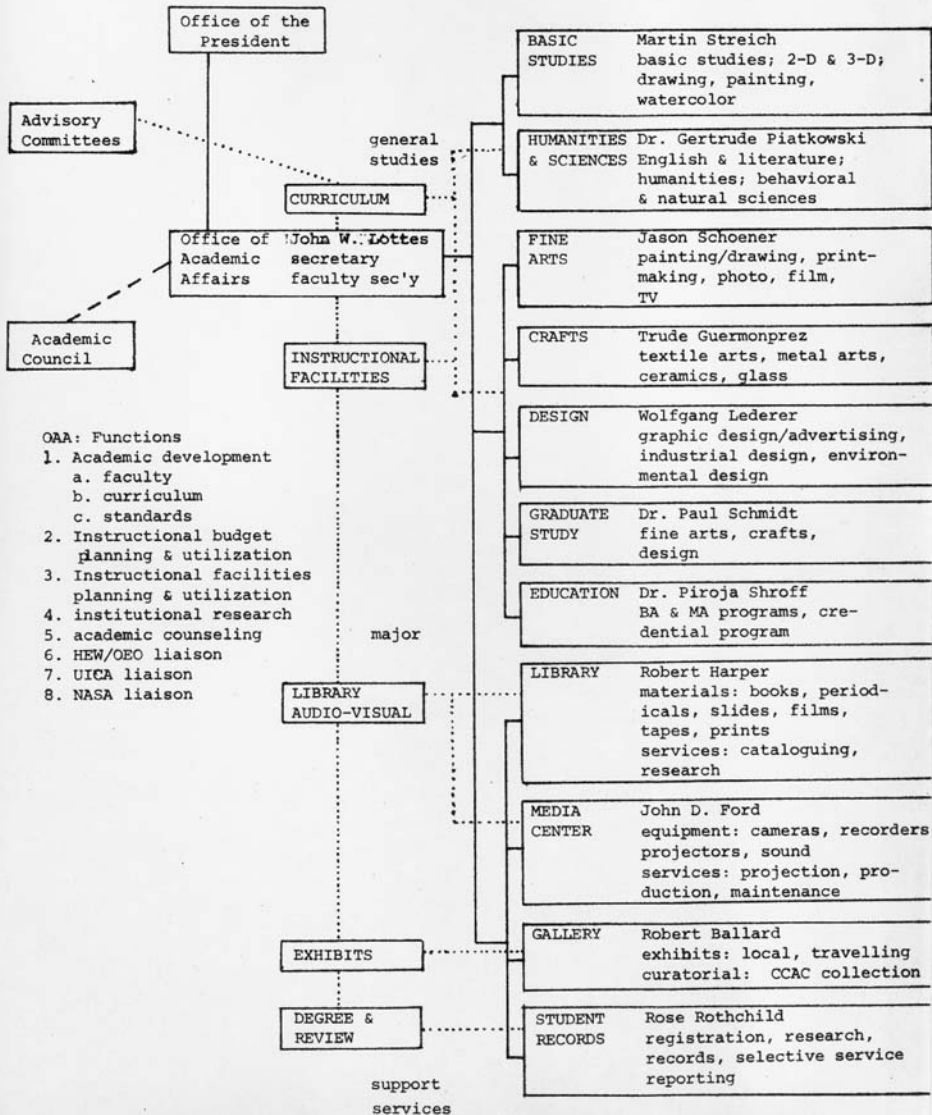 Office of the
President
Advisory
Committees
general
studies
CURRICULUM
Office of John W. Lottes
Academic secretary
Affairs faculty sec'y
Academic
Council
INSTRUCTIONAL
FACILITIES
OAA: Functions
1. Academic development
a. faculty
b. curriculum
c. standards
2. Instructional budget
planning & utilization
3. Instructional facilities
planning & utilization
4. institutional research
5. academic counseling
6. HEW/OEO liaison
7. UICA liaison
8. NASA liaison
major
LIBRARY
AUDIO-VISUAL
EXHIBITS
DEGREE &
REVIEW
support
services
BASIC Martin Streich
STUDIES basic studies; 2-D & 3-D;
drawing, painting,
watercolor
HUMANITIES Dr. Gertrude Piatkowski
& SCIENCES English & literature;
humanities; behavioral
& natural sciences
FINE Jason Schoener
ARTS painting/drawing, print-
making, photo, film,
TV
CRAFTS Trude Guermonprez
textile arts, metal arts,
ceramics, glass
DESIGN Wolfgang Lederer
graphic design/advertising,
industrial design, environ-
mental design
GRADUATE Dr. Paul Schmidt
STUDY fine arts, crafts,
design
EDUCATION Dr. Piroja Shroff
BA & MA programs, cre-
dential program
LIBRARY Robert Harper
materials: books, period-
icals, slides, films,
tapes, prints
services: cataloguing,
research
MEDIA John D. Ford
CENTER equipment: cameras, recorders
projectors, sound
services: projection, pro-
duction, maintenance
GALLERY Robert Ballard
exhibits: local, travelling
curatorial: CCAC collection
STUDENT Rose Rothchild
RECORDS registration, research,
records, selective service
reporting